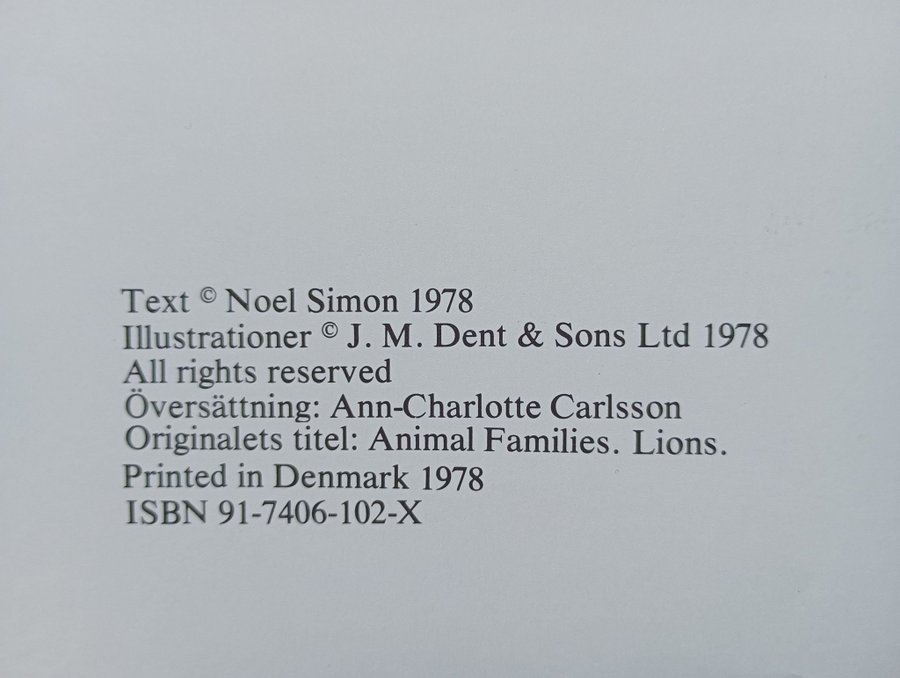 Text © Noel Simon 1978
Illustrationer © J. M. Dent & Sons Ltd 1978
All rights reserved
Översättning: Ann-Charlotte Carlsson
Originalets titel: Animal Families. Lions.
Printed in Denmark 1978
ISBN 91-7406-102-X